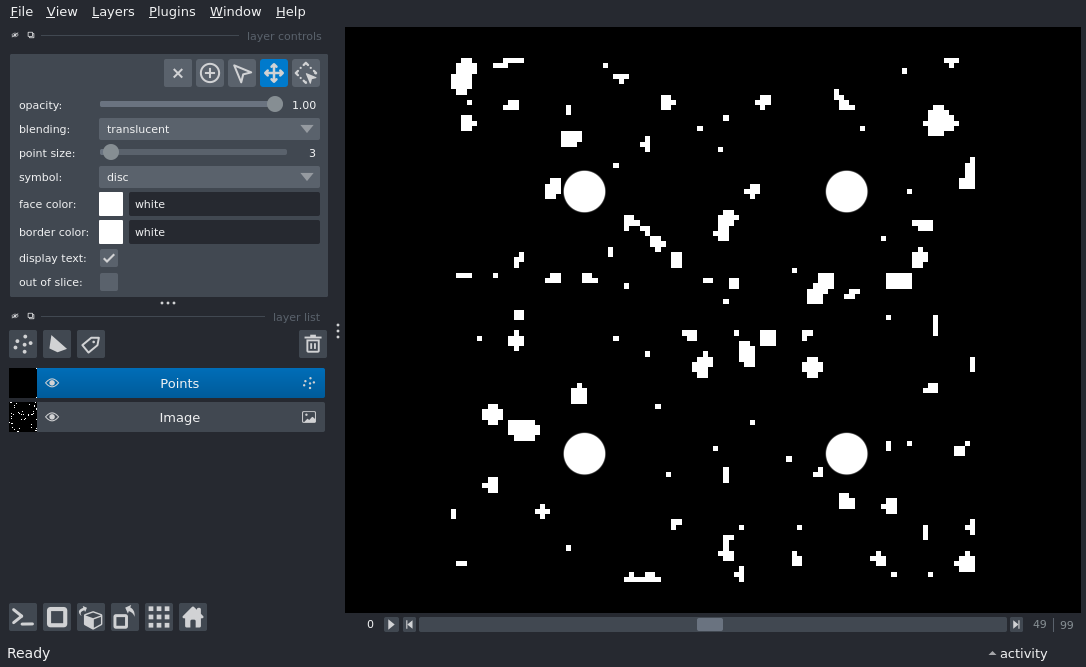 File View Layers Plugins Window Help
layer controls
opacity: 1.00
blending: translucent
point size: 3
symbol: disc
face color: white
border color: white
display text:
out of slice:
layer list
Points
Image
0 49 99
Ready activity